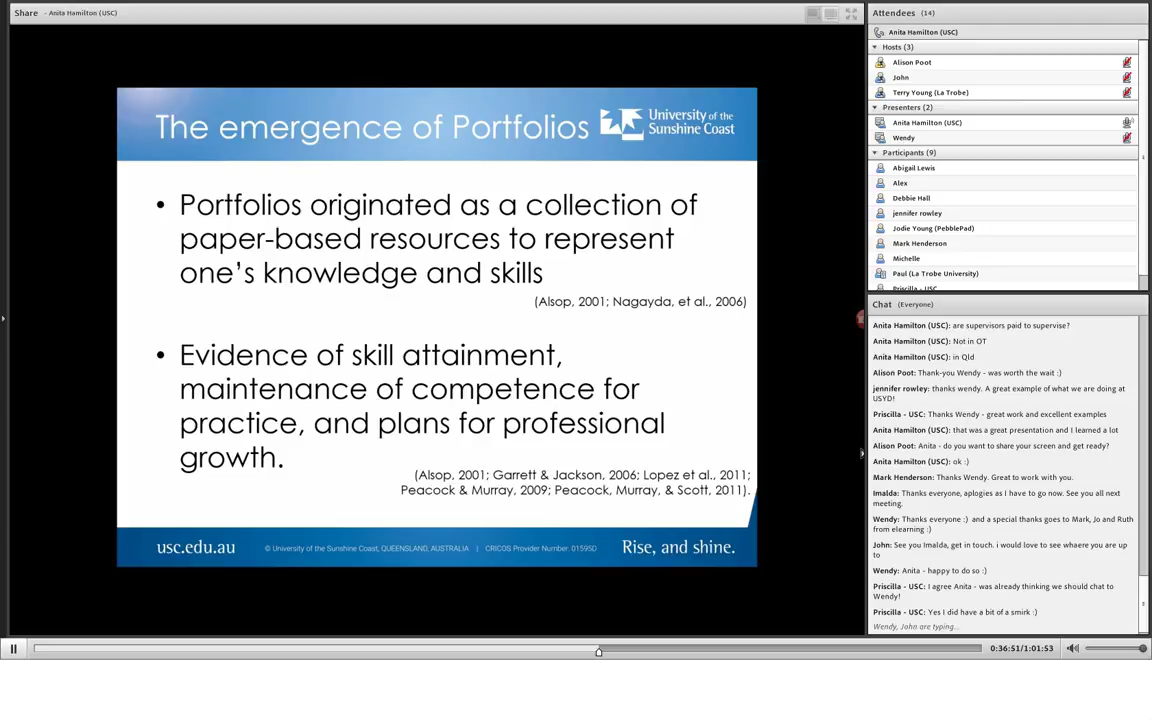 Share - Anita Hamilton (USC)
The emergence of Portfolios
University of the
Sunshine Coast
• Portfolios originated as a collection of
paper-based resources to represent
one's knowledge and skills
(Alsop, 2001; Nagayda, et al., 2006)
• Evidence of skill attainment,
maintenance of competence for
practice, and plans for professional
growth.
(Alsop, 2001; Garrett & Jackson, 2006; Lopez et al., 2011;
Peacock & Murray, 2009; Peacock, Murray, & Scott, 2011).
usc.edu.au
© University of the Sunshine Coast, QUEENSLAND, AUSTRALIA | CRICOS Provider Number: 01595D
Rise, and shine.
Attendees (14)
Anita Hamilton (USC)
Hosts (3)
Alison Poot
John
Terry Young (La Trobe)
Presenters (2)
Anita Hamilton (USC)
Wendy
Participants (9)
Abigail Lewis
Alex
Debbie Hall
jennifer rowley
Jodie Young (PebblePad)
Mark Henderson
Michelle
Paul (La Trobe University)
Priscilla - USC
Chat (Everyone)
Anita Hamilton (USC): are supervisors paid to supervise?
Anita Hamilton (USC): Not in OT
Anita Hamilton (USC): in Qld
Alison Poot: Thank-you Wendy - was worth the wait :)
jennifer rowley: thanks wendy. A great example of what we are doing at
USYD!
Priscilla - USC: Thanks Wendy - great work and excellent examples
Anita Hamilton (USC): that was a great presentation and I learned a lot
Alison Poot: Anita - do you want to share your screen and get ready?
Anita Hamilton (USC): ok :)
Mark Henderson: Thanks Wendy. Great to work with you.
Imalda: Thanks everyone, aplogies as I have to go now. See you all next
meeting.
Wendy: Thanks everyone :) and a special thanks goes to Mark, Jo and Ruth
from elearning :)
John: See you Imalda, get in touch. i would love to see whaere you are up
to
Wendy: Anita - happy to do so :)
Priscilla - USC: I agree Anita - was already thinking we should chat to
Wendy!
Priscilla - USC: Yes I did have a bit of a smirk :)
Wendy, John are typing...
0:36:51/1:01:53